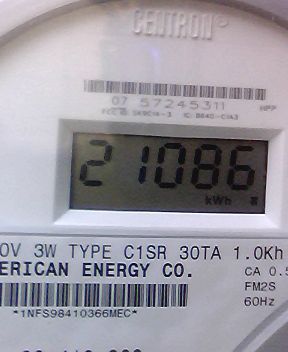 CENTRON
07 57245311
21086
kWh
0V 3W TYPE C1SR 30TA 1.0Kh
ERICAN ENERGY CO.
CA 0.5
FM2S
60Hz
*1NFS98410366MEC*